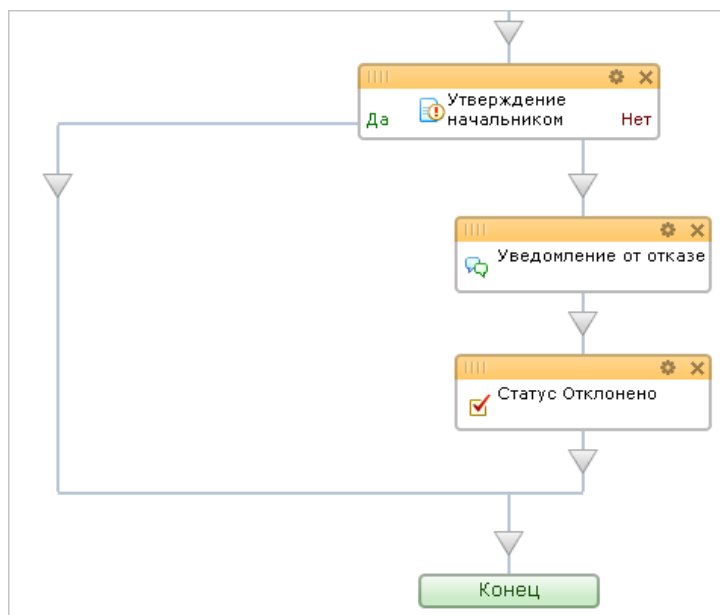 Утверждение
начальником
Да
Нет
Уведомление от отказе
Статус Отклонено
Конец